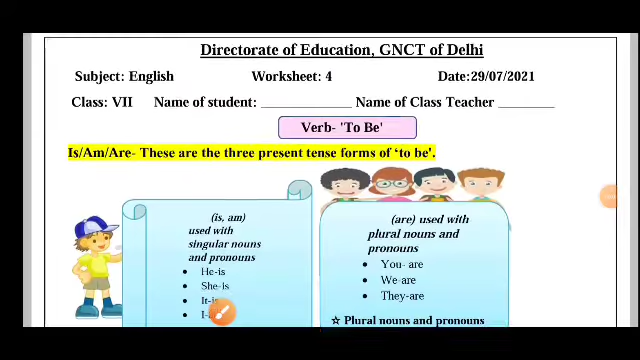 Directorate of Education, GNCT of Delhi
Subject: English Worksheet: 4 Date:29/07/2021
Class: VII Name of student: ____________ Name of Class Teacher ________
Verb- 'To Be'
Is/Am/Are- These are the three present tense forms of ‘to be’.
(is, am)
used with
singular nouns
and pronouns
• He-is
• She-is
• It-is
• I-
(are) used with
plural nouns and
pronouns
• You- are
• We-are
• They-are
☆ Plural nouns and pronouns